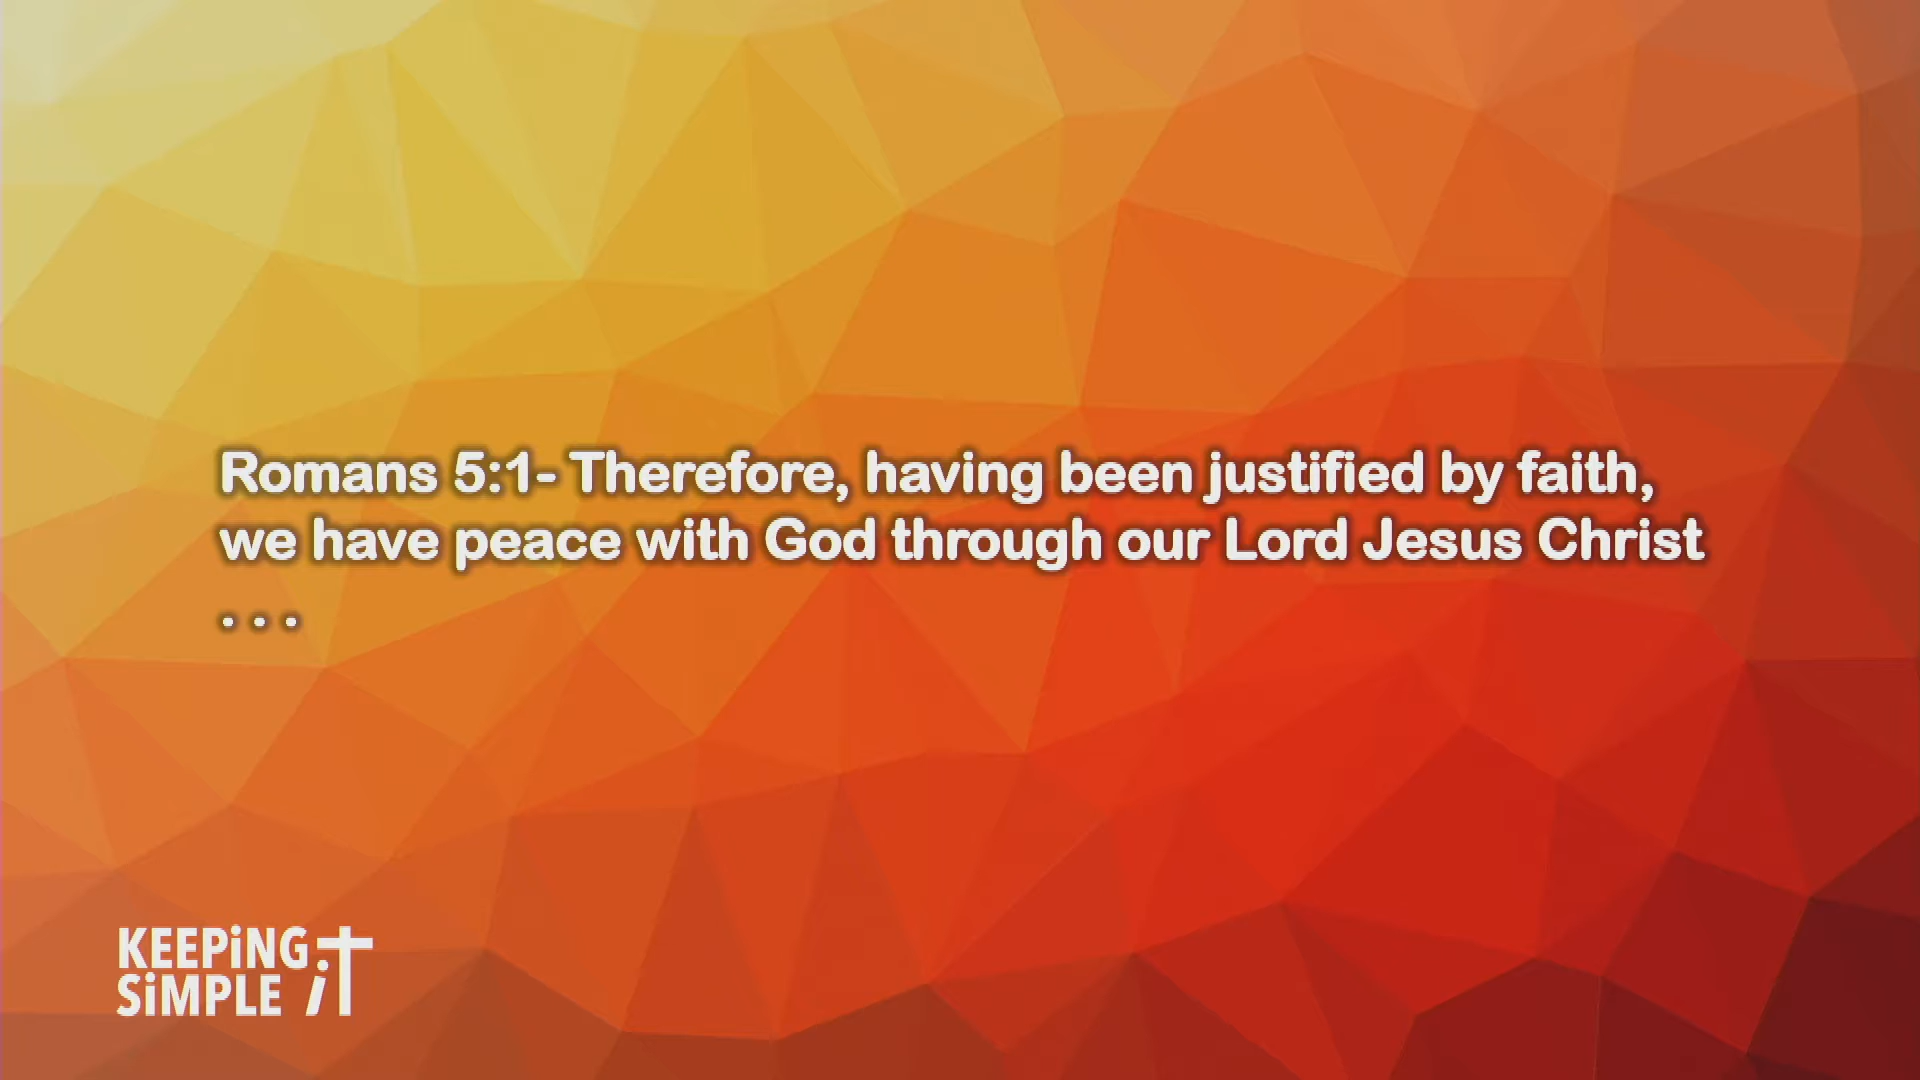 Romans 5:1- Therefore, having been justified by faith,
we have peace with God through our Lord Jesus Christ
. . .
KEEPiNG
SiMPLE iT